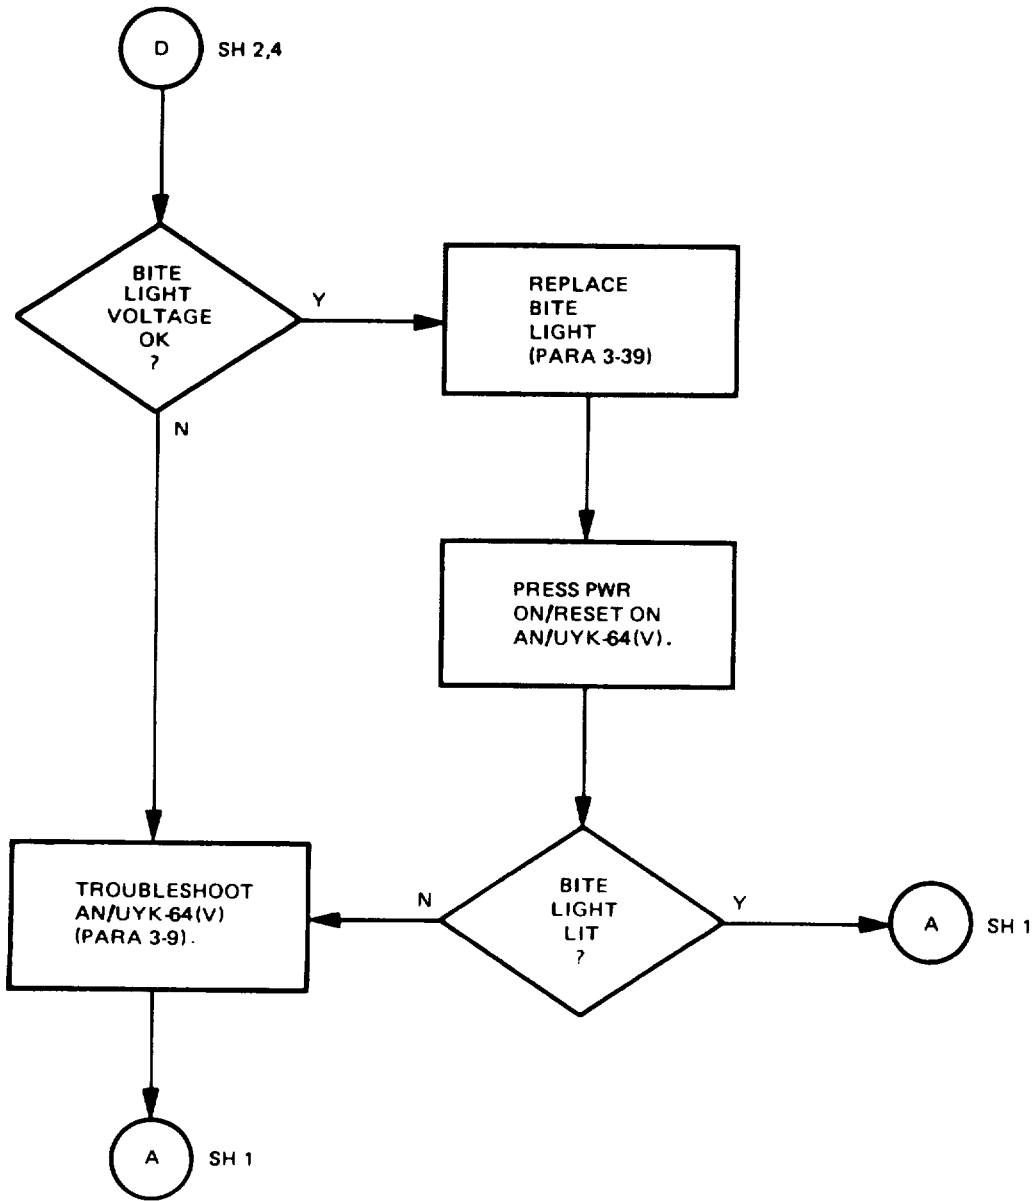 D SH 2,4
BITE
LIGHT
VOLTAGE
OK
?
Y
N
REPLACE
BITE
LIGHT
(PARA 3-39)
PRESS PWR
ON/RESET ON
AN/UYK-64(V).
BITE
LIGHT
LIT
?
N
Y
A SH 1
TROUBLESHOOT
AN/UYK-64(V)
(PARA 3-9).
A SH 1